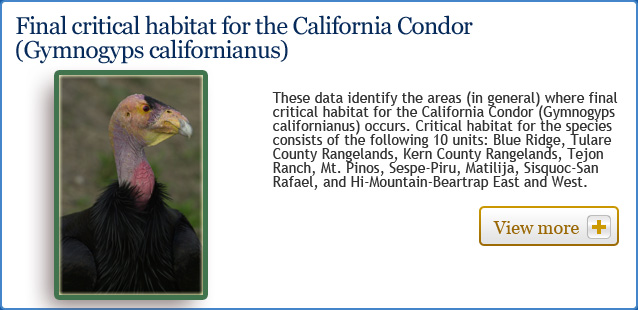 Final critical habitat for the California Condor
(Gymnogyps californianus)
These data identify the areas (in general) where final
critical habitat for the California Condor (Gymnogyps
californianus) occurs. Critical habitat for the species
consists of the following 10 units: Blue Ridge, Tulare
County Rangelands, Kern County Rangelands, Tejon
Ranch, Mt. Pinos, Sespe-Piru, Matilija, Sisquoc-San
Rafael, and Hi-Mountain-Beartrap East and West.
View more